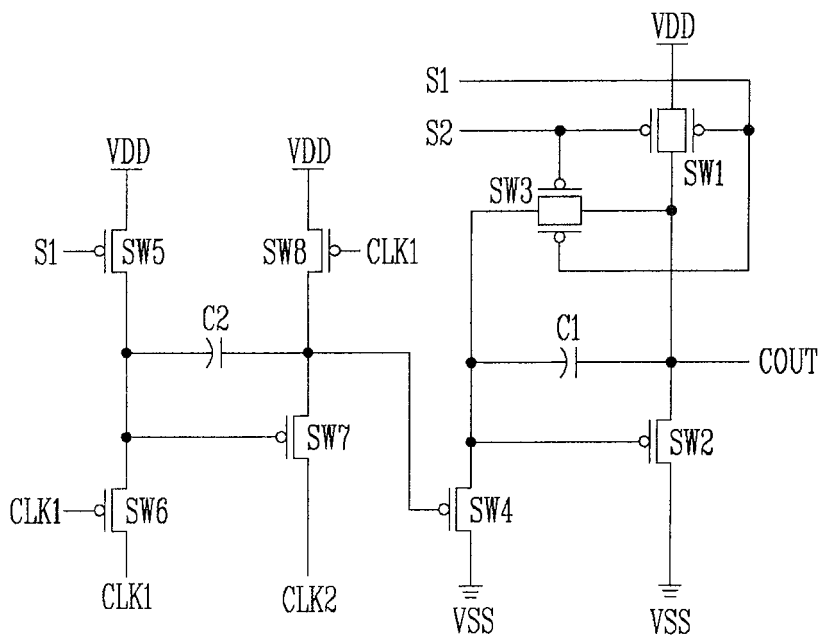 VDD
S1
S2
SW1
VDD
VDD
SW3
S1
SW5
SW8
CLK1
C2
C1
COUT
SW7
SW2
CLK1
SW6
SW4
CLK1
CLK2
VSS
VSS